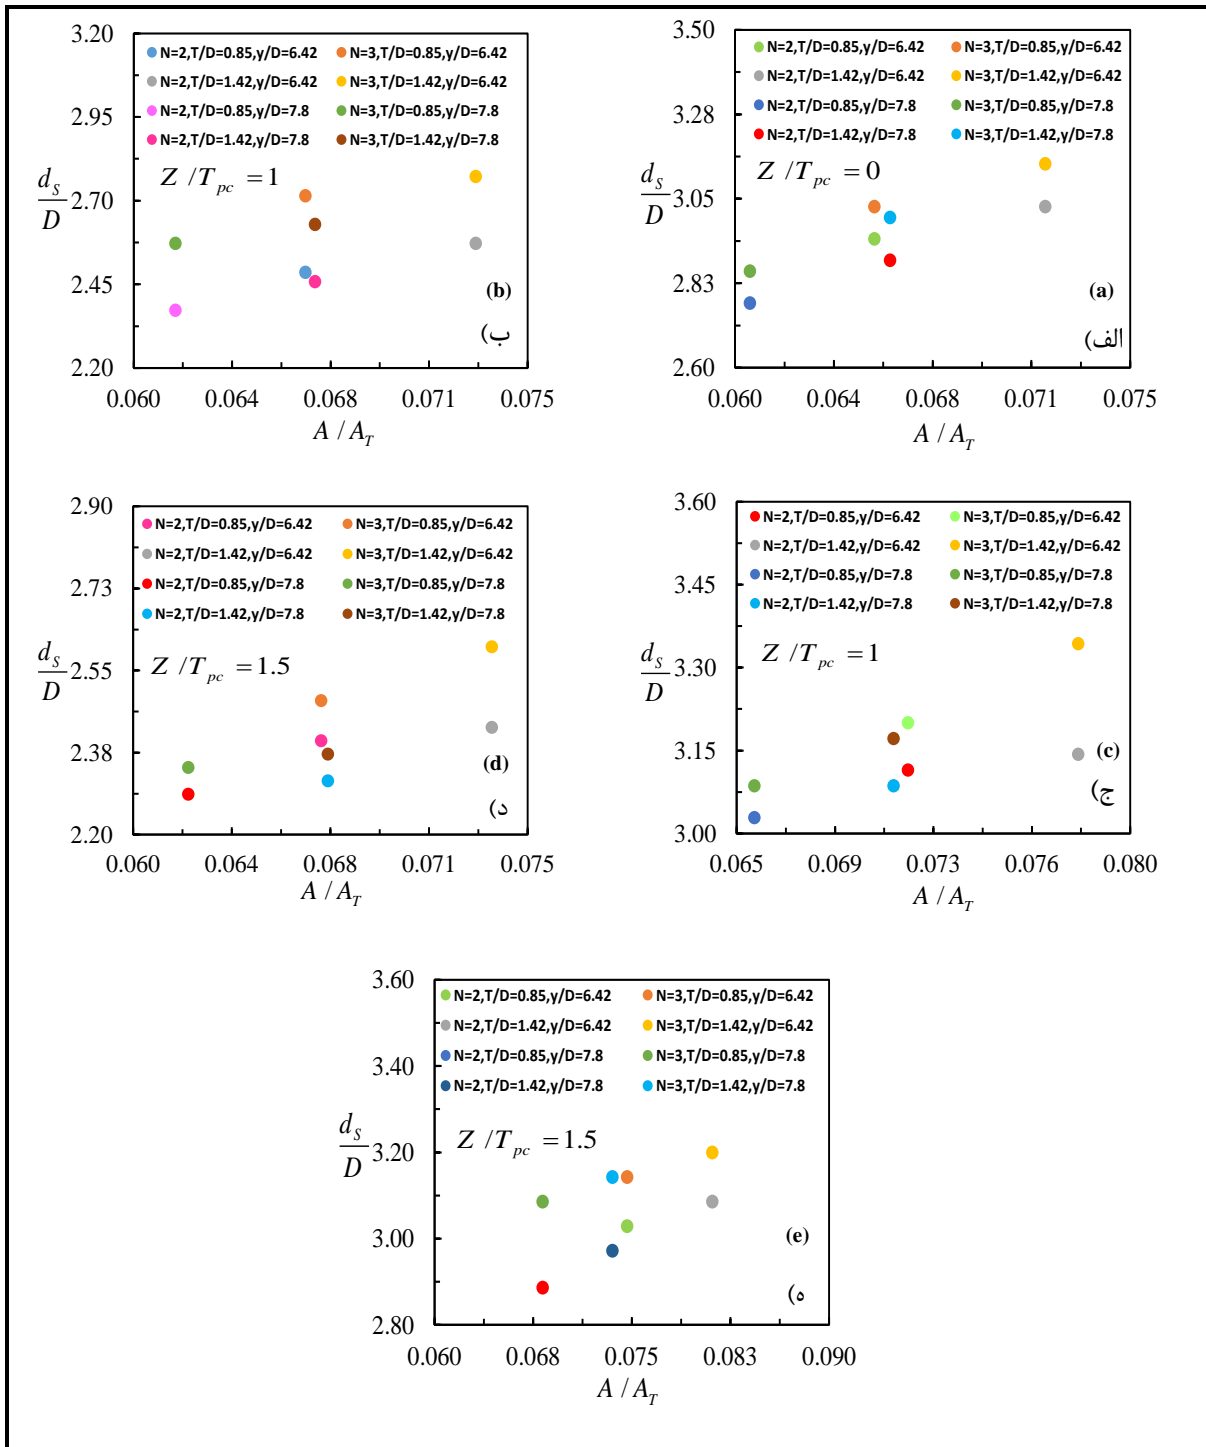 3.20
2.95
2.70
2.45
2.20
d_S/D
N=2,T/D=0.85,y/D=6.42 N=3,T/D=0.85,y/D=6.42
N=2,T/D=1.42,y/D=6.42 N=3,T/D=1.42,y/D=6.42
N=2,T/D=0.85,y/D=7.8 N=3,T/D=0.85,y/D=7.8
N=2,T/D=1.42,y/D=7.8 N=3,T/D=1.42,y/D=7.8
Z /T_pc = 1
(b)
ب)
0.060 0.064 0.068 0.071 0.075
A / A_T
3.50
3.28
3.05
2.83
2.60
d_S/D
N=2,T/D=0.85,y/D=6.42 N=3,T/D=0.85,y/D=6.42
N=2,T/D=1.42,y/D=6.42 N=3,T/D=1.42,y/D=6.42
N=2,T/D=0.85,y/D=7.8 N=3,T/D=0.85,y/D=7.8
N=2,T/D=1.42,y/D=7.8 N=3,T/D=1.42,y/D=7.8
Z /T_pc = 0
(a)
الف)
0.060 0.064 0.068 0.071 0.075
A / A_T
2.90
2.73
2.55
2.38
2.20
d_S/D
N=2,T/D=0.85,y/D=6.42 N=3,T/D=0.85,y/D=6.42
N=2,T/D=1.42,y/D=6.42 N=3,T/D=1.42,y/D=6.42
N=2,T/D=0.85,y/D=7.8 N=3,T/D=0.85,y/D=7.8
N=2,T/D=1.42,y/D=7.8 N=3,T/D=1.42,y/D=7.8
Z /T_pc = 1.5
(d)
د)
0.060 0.064 0.068 0.071 0.075
A / A_T
3.60
3.45
3.30
3.15
3.00
d_S/D
N=2,T/D=0.85,y/D=6.42 N=3,T/D=0.85,y/D=6.42
N=2,T/D=1.42,y/D=6.42 N=3,T/D=1.42,y/D=6.42
N=2,T/D=0.85,y/D=7.8 N=3,T/D=0.85,y/D=7.8
N=2,T/D=1.42,y/D=7.8 N=3,T/D=1.42,y/D=7.8
Z /T_pc = 1
(c)
ج)
0.065 0.069 0.073 0.076 0.080
A / A_T
3.60
3.40
3.20
3.00
2.80
d_S/D
N=2,T/D=0.85,y/D=6.42 N=3,T/D=0.85,y/D=6.42
N=2,T/D=1.42,y/D=6.42 N=3,T/D=1.42,y/D=6.42
N=2,T/D=0.85,y/D=7.8 N=3,T/D=0.85,y/D=7.8
N=2,T/D=1.42,y/D=7.8 N=3,T/D=1.42,y/D=7.8
Z /T_pc = 1.5
(e)
ه)
0.060 0.068 0.075 0.083 0.090
A / A_T